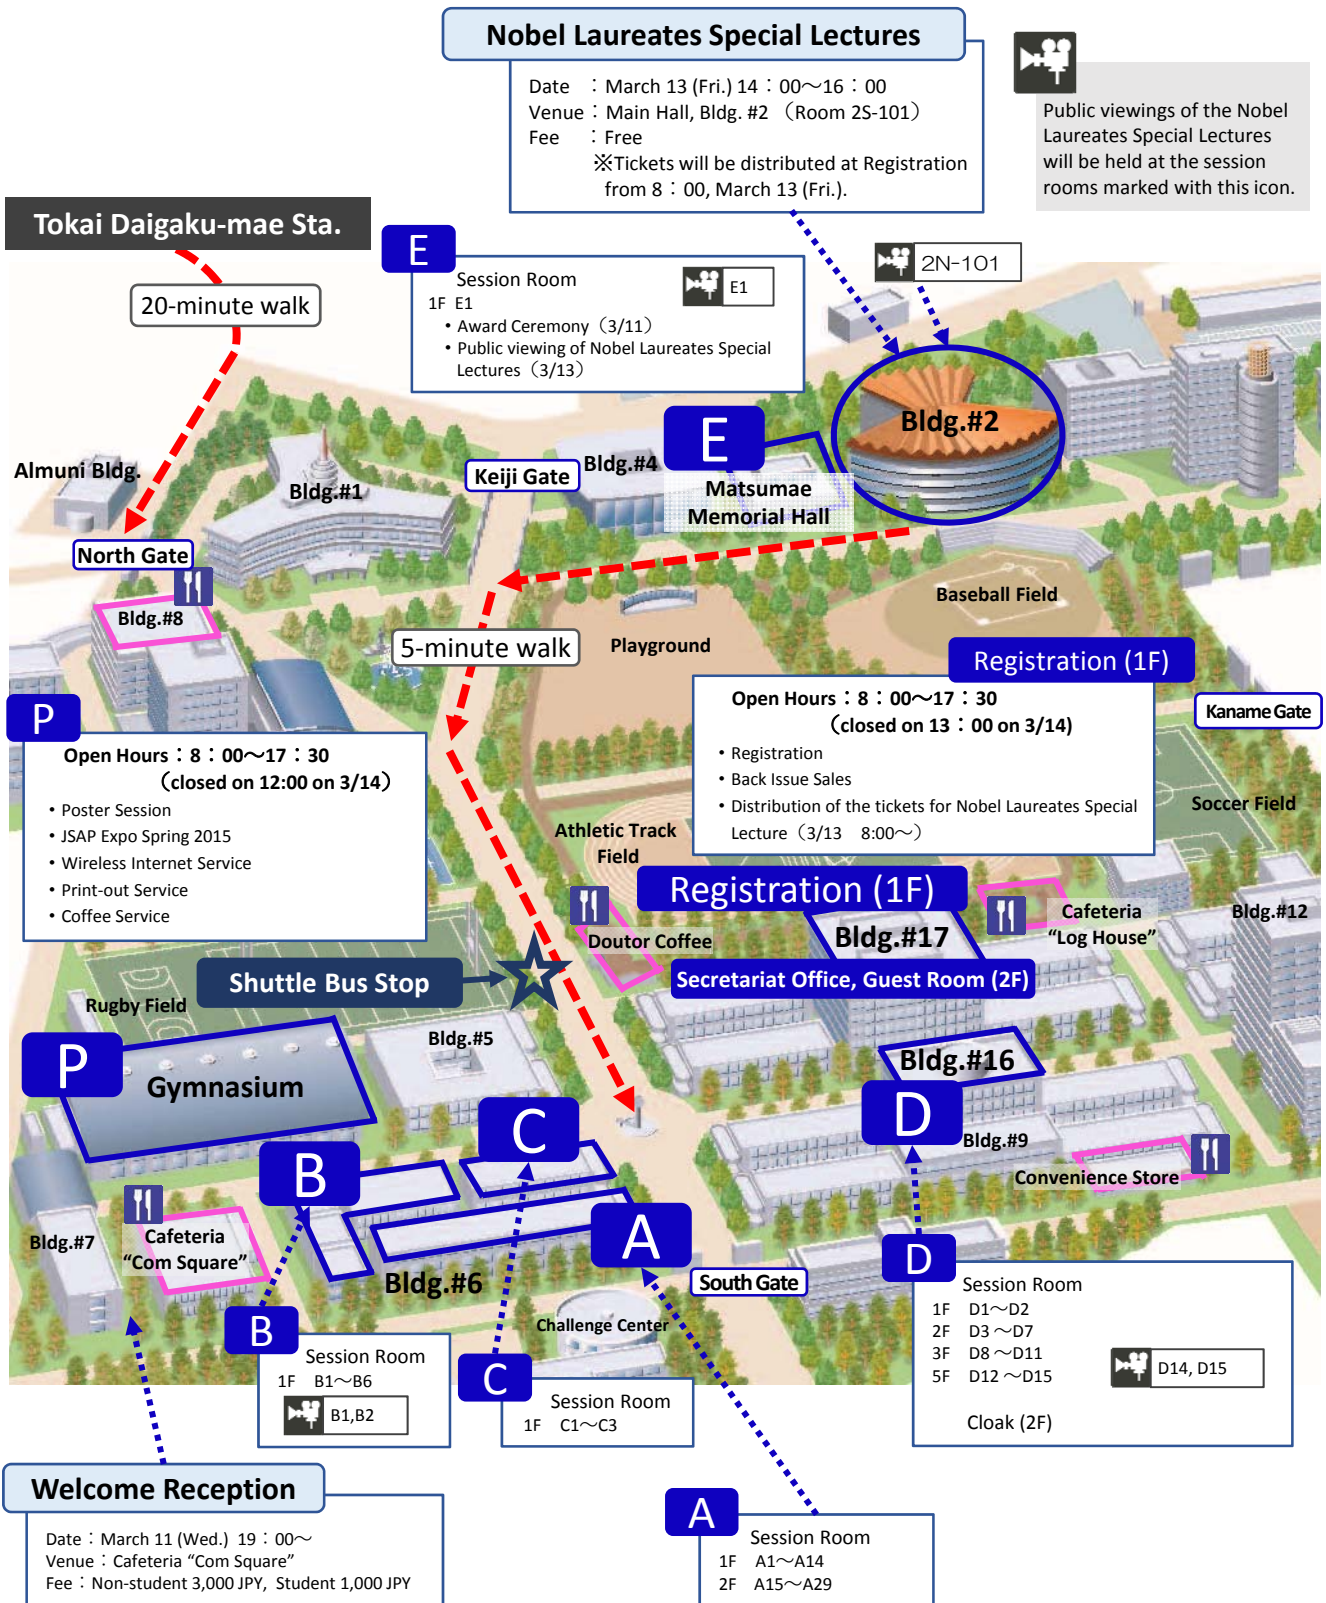 Nobel Laureates Special Lectures
Date ：March 13 (Fri.) 14：00～16：00
Venue：Main Hall, Bldg. #2 （Room 2S-101）
Fee ：Free
※Tickets will be distributed at Registration
from 8：00, March 13 (Fri.).
Public viewings of the Nobel
Laureates Special Lectures
will be held at the session
rooms marked with this icon.
Tokai Daigaku-mae Sta.
20-minute walk
E
Session Room
1F E1
E1
• Award Ceremony（3/11）
• Public viewing of Nobel Laureates Special
Lectures（3/13）
2N-101
Bldg.#2
E
Matsumae
Memorial Hall
Bldg.#4
Keiji Gate
Bldg.#1
Almuni Bldg.
North Gate
Bldg.#8
5-minute walk
Playground
Baseball Field
Registration (1F)
Open Hours：8：00～17：30
（closed on 13：00 on 3/14)
• Registration
• Back Issue Sales
• Distribution of the tickets for Nobel Laureates Special
Lecture（3/13 8:00～）
Kaname Gate
Soccer Field
P
Open Hours：8：00～17：30
（closed on 12:00 on 3/14）
• Poster Session
• JSAP Expo Spring 2015
• Wireless Internet Service
• Print-out Service
• Coffee Service
Athletic Track
Field
Registration (1F)
Bldg.#17
Secretariat Office, Guest Room (2F)
Doutor Coffee
Cafeteria
“Log House”
Bldg.#12
Shuttle Bus Stop
Rugby Field
Bldg.#5
P
Gymnasium
Bldg.#16
D
Bldg.#9
Convenience Store
C
B
A
Bldg.#6
Bldg.#7
Cafeteria
“Com Square”
South Gate
Challenge Center
B
Session Room
1F B1～B6
B1,B2
C
Session Room
1F C1～C3
D
Session Room
1F D1～D2
2F D3 ～D7
3F D8 ～D11
5F D12 ～D15
D14, D15
Cloak (2F)
Welcome Reception
Date：March 11 (Wed.) 19：00～
Venue：Cafeteria “Com Square”
Fee：Non-student 3,000 JPY, Student 1,000 JPY
A
Session Room
1F A1～A14
2F A15～A29